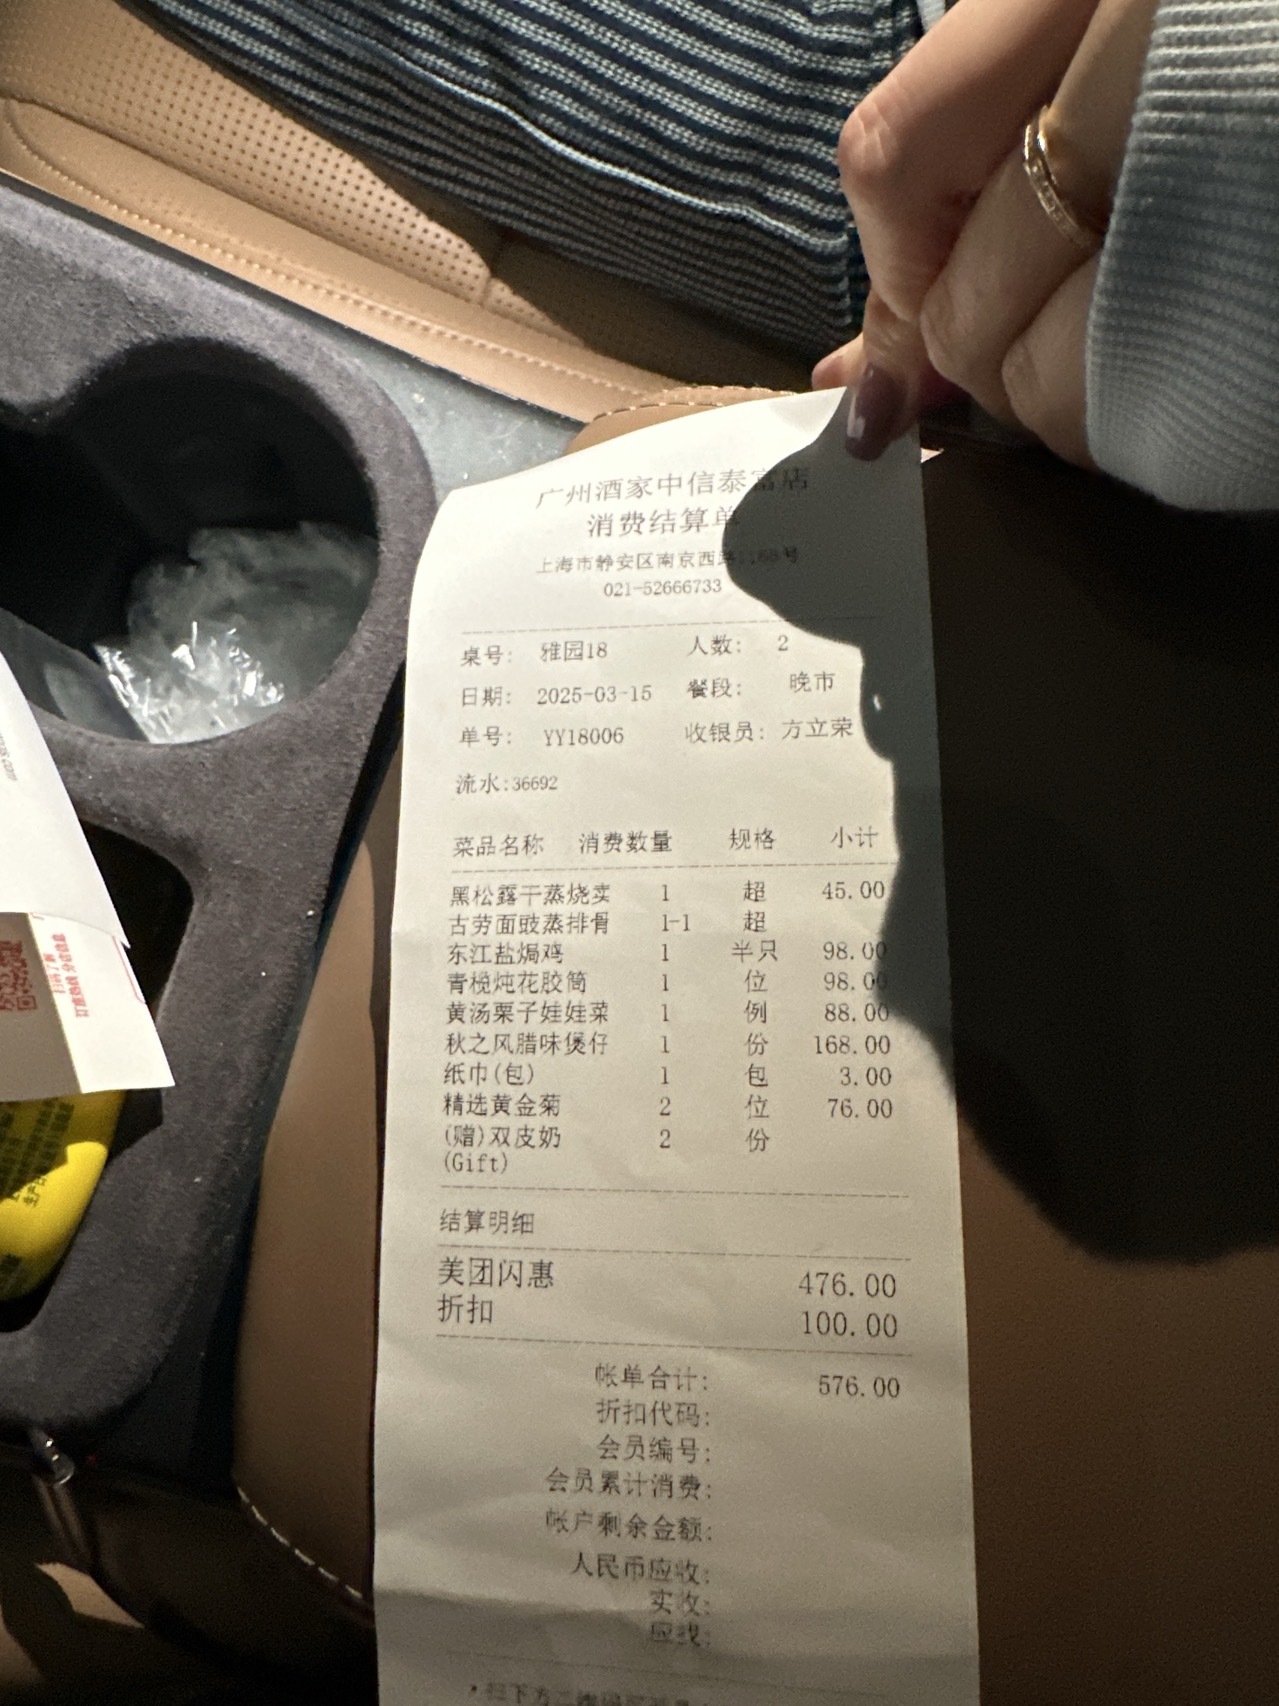 广州酒家中信泰富店
消费结算单
上海市静安区南京西路1168号
021-52666733
桌号: 雅园18 人数: 2
日期: 2025-03-15 餐段: 晚市
单号: YY18006 收银员: 方立荣
流水:36692
菜品名称 消费数量 规格 小计
黑松露干蒸烧卖 1 超 45.00
古劳面豉蒸排骨 1-1 超
东江盐焗鸡 1 半只 98.00
青榄炖花胶筒 1 位 98.00
黄汤栗子娃娃菜 1 例 88.00
秋之风腊味煲仔 1 份 168.00
纸巾(包) 1 包 3.00
精选黄金菊 2 位 76.00
(赠)双皮奶 2 份
(Gift)
结算明细
美团闪惠 476.00
折扣 100.00
帐单合计: 576.00
折扣代码:
会员编号:
会员累计消费:
帐户剩余金额:
人民币应收:
实收:
应找: